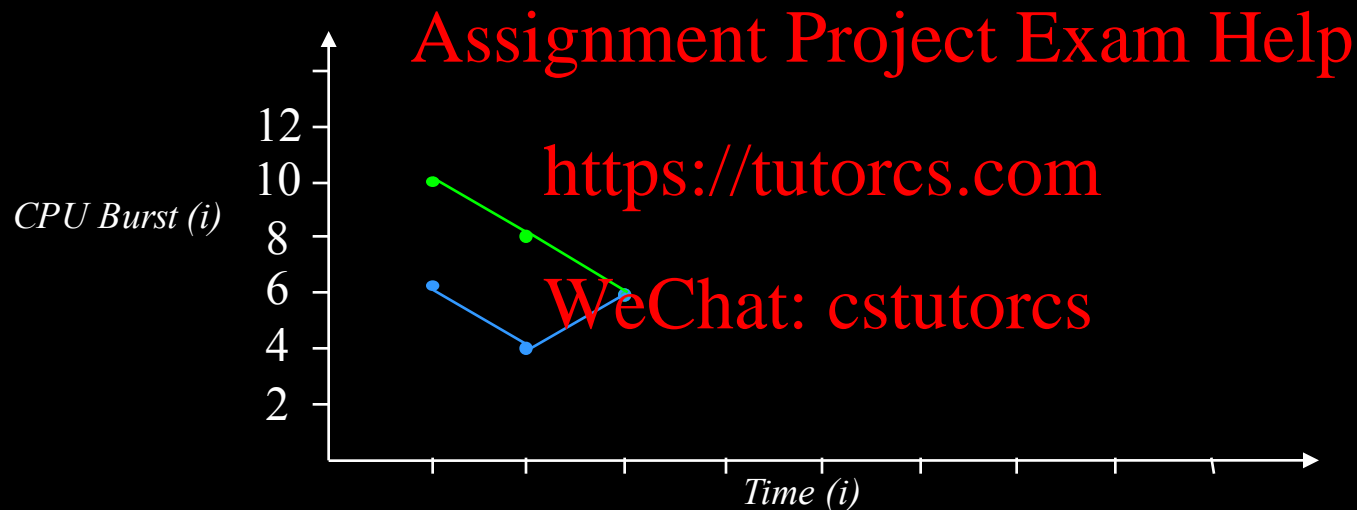 Assignment Project Exam Help
12
https://tutorcs.com
10
CPU Burst (i)
8
6
WeChat: cstutorcs
4
2
Time (i)